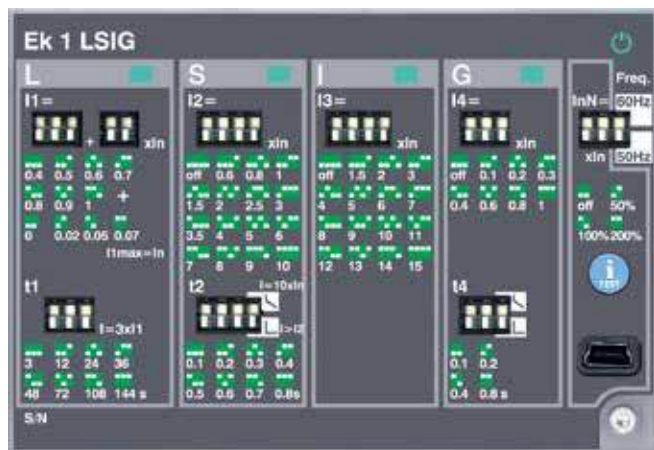 Ek 1 LSIG
L
I1=
+
xIn
0.4 0.5 0.6 0.7
0.8 0.9 1 +
0 0.02 0.05 0.07
I1max=In
t1
I=3xI1
3 12 24 36
48 72 108 144 s
S
I2=
xIn
off 0.6 0.8 1
1.5 2 2.5 3
3.5 4 5 6
7 8 9 10
t2
I=10xIn
I>I2
0.1 0.2 0.3 0.4
0.5 0.6 0.7 0.8s
I
I3=
xIn
off 1.5 2 3
4 5 6 7
8 9 10 11
12 13 14 15
G
I4=
xIn
off 0.1 0.2 0.3
0.4 0.6 0.8 1
t4
0.1 0.2
0.4 0.8 s
Freq.
InN= 60Hz
xIn 50Hz
off 50%
100% 200%
i
TEST
S/N